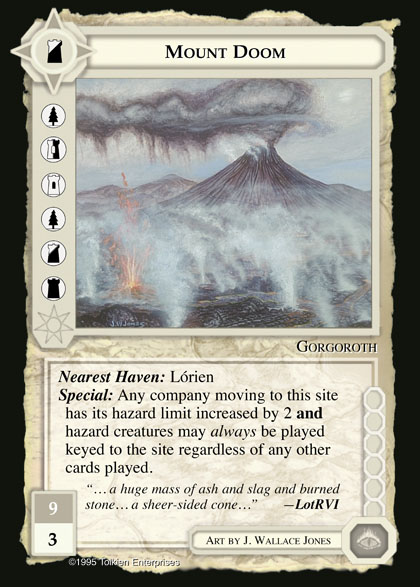 MOUNT DOOM
J.W.Jones
GORGOROTH
Nearest Haven: Lórien
Special: Any company moving to this site
has its hazard limit increased by 2 and
hazard creatures may always be played
keyed to the site regardless of any other
cards played.
“… a huge mass of ash and slag and burned
stone… a sheer-sided cone…” —LotRVI
9
3
ART BY J. WALLACE JONES
©1995 Tolkien Enterprises